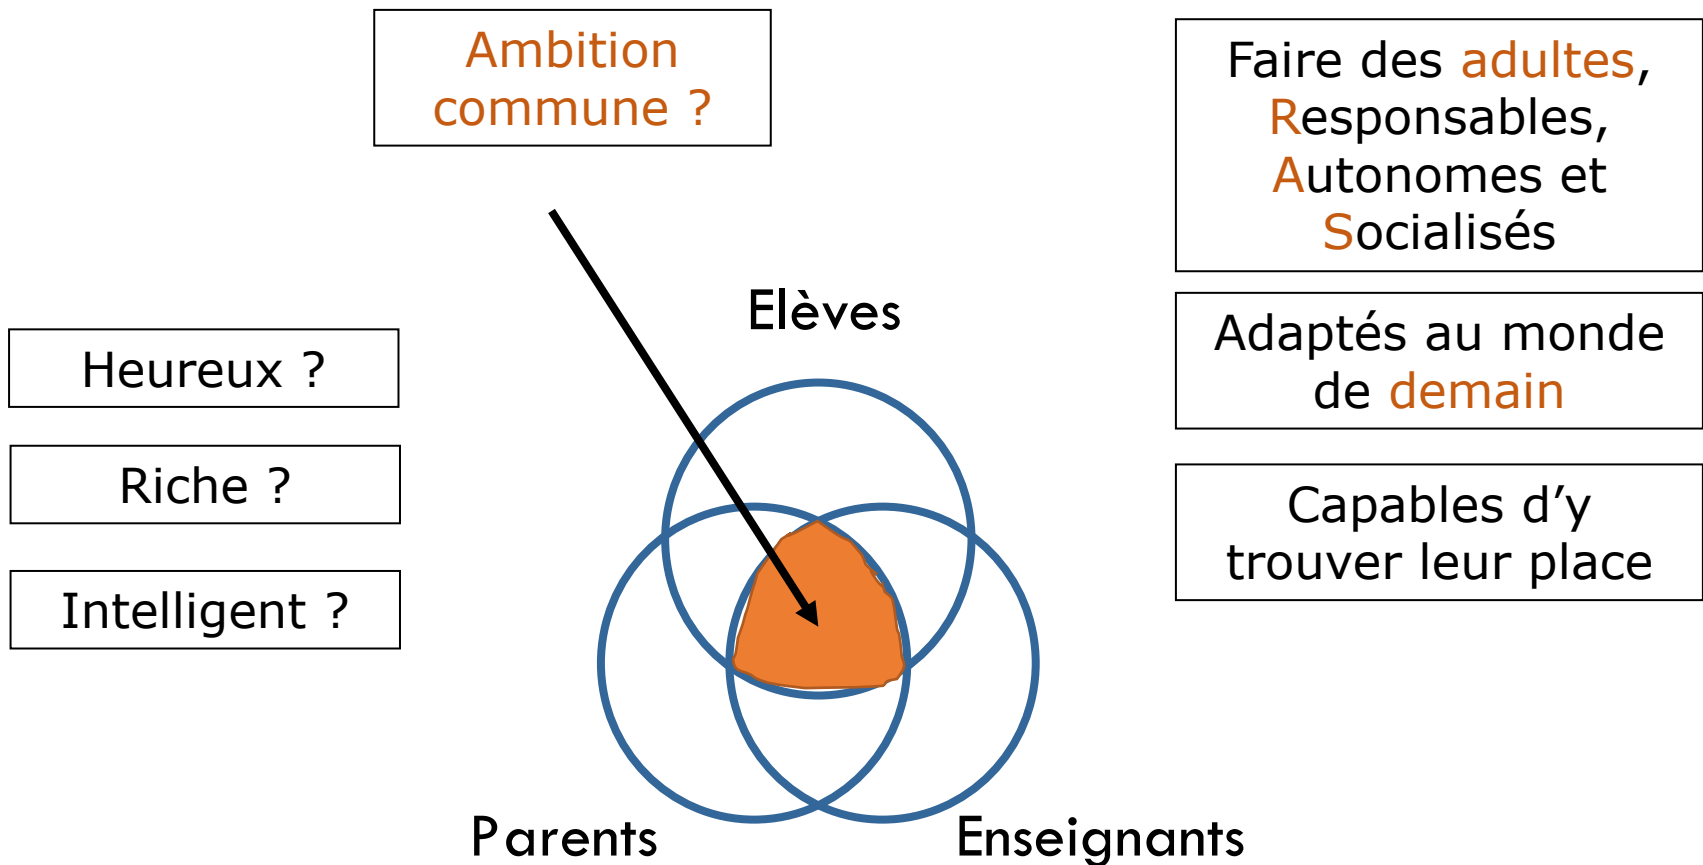 Ambition
commune ?
Faire des adultes,
Responsables,
Autonomes et
Socialisés
Elèves
Heureux ?
Adaptés au monde
de demain
Riche ?
Capables d’y
trouver leur place
Intelligent ?
Parents
Enseignants